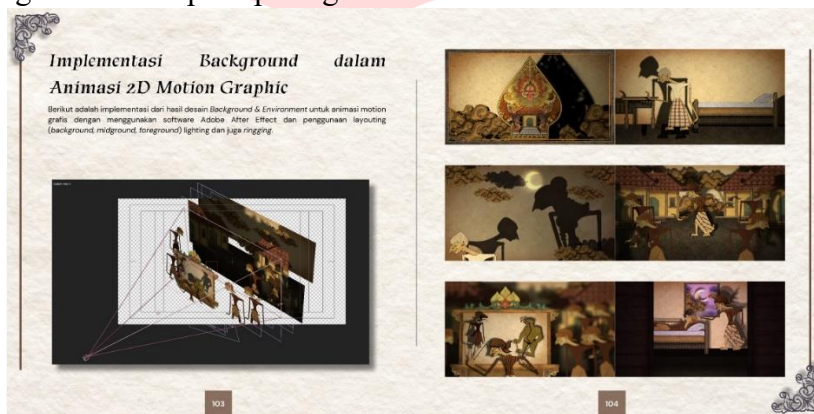 Implementasi Background dalam
Animasi 2D Motion Graphic
Berikut adalah implementasi dari hasil desain Background & Environment untuk animasi motion
grafis dengan menggunakan software Adobe After Effect dan penggunaan layouting
(background, midground, foreground) lighting dan juga ringging.
103
104